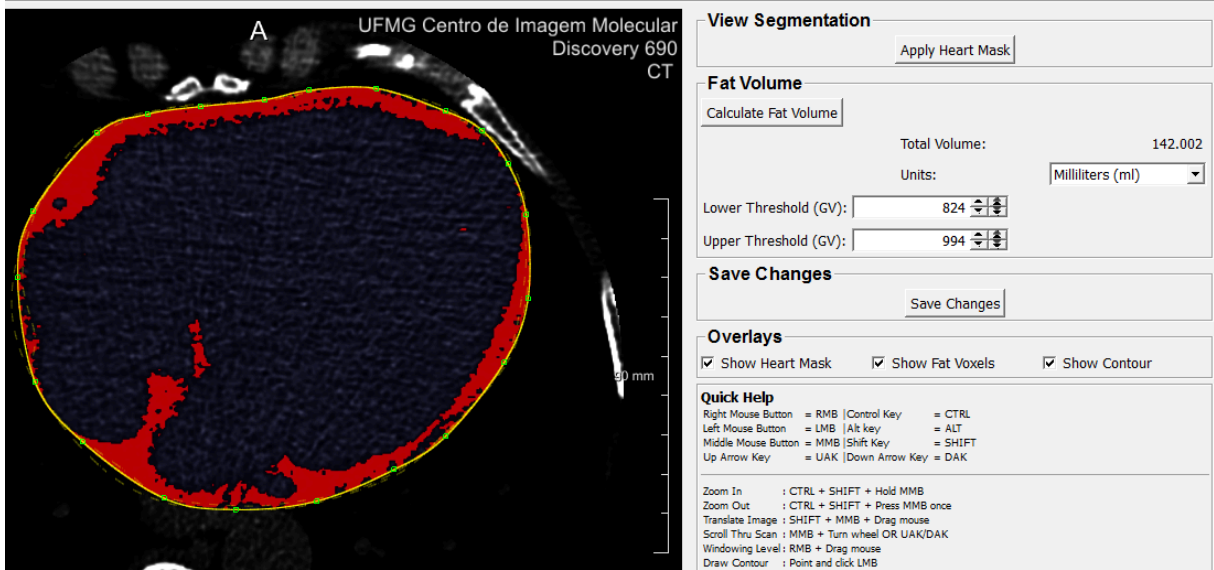 A
UFMG Centro de Imagem Molecular
Discovery 690
CT
90 mm
View Segmentation
Apply Heart Mask
Fat Volume
Calculate Fat Volume
Total Volume: 142.002
Units: Milliliters (ml)
Lower Threshold (GV): 824
Upper Threshold (GV): 994
Save Changes
Save Changes
Overlays
Show Heart Mask Show Fat Voxels Show Contour
Quick Help
Right Mouse Button = RMB |Control Key = CTRL
Left Mouse Button = LMB |Alt key = ALT
Middle Mouse Button = MMB |Shift Key = SHIFT
Up Arrow Key = UAK |Down Arrow Key = DAK
Zoom In : CTRL + SHIFT + Hold MMB
Zoom Out : CTRL + SHIFT + Press MMB once
Translate Image : SHIFT + MMB + Drag mouse
Scroll Thru Scan : MMB + Turn wheel OR UAK/DAK
Windowing Level : RMB + Drag mouse
Draw Contour : Point and click LMB